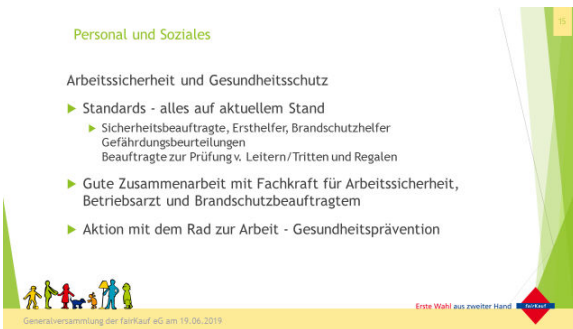 15
Personal und Soziales
Arbeitssicherheit und Gesundheitsschutz
Standards - alles auf aktuellem Stand
Sicherheitsbeauftragte, Ersthelfer, Brandschutzhelfer
Gefährdungsbeurteilungen
Beauftragte zur Prüfung v. Leitern/Tritten und Regalen
Gute Zusammenarbeit mit Fachkraft für Arbeitssicherheit,
Betriebsarzt und Brandschutzbeauftragtem
Aktion mit dem Rad zur Arbeit - Gesundheitsprävention
Erste Wahl aus zweiter Hand
fairKauf
Generalversammlung der fairKauf eG am 19.06.2019